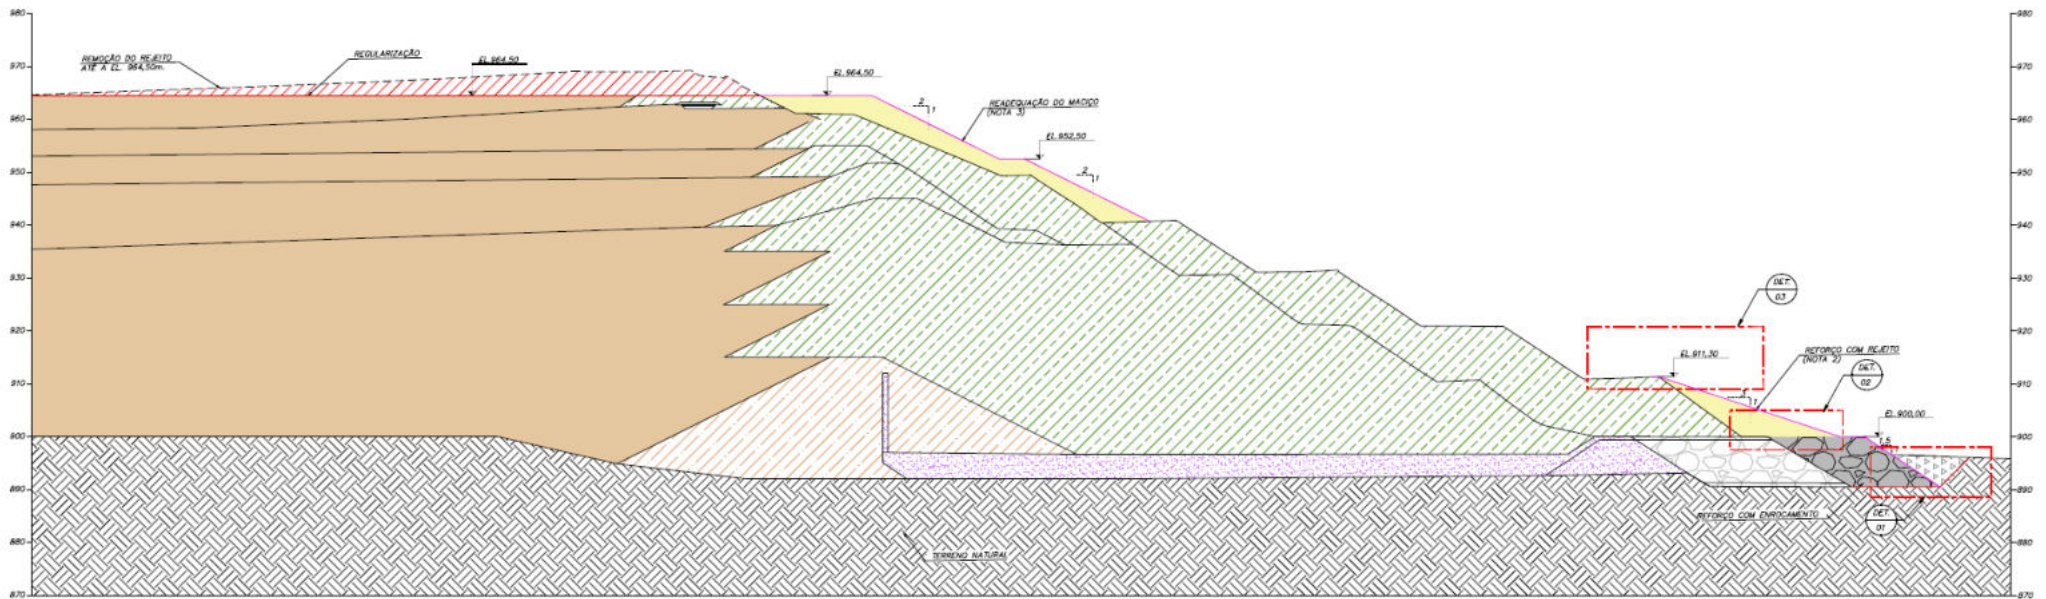 980
970
960
950
940
930
920
910
900
890
880
870
REMOÇÃO DO REJEITO
ATÉ A EL. 964,50m.
REGULARIZAÇÃO
EL.964,50
EL.964,50
2
1
READEQUAÇÃO DO MACIÇO
(NOTA 3)
EL.952,50
2
1
DET.
03
EL.911,30
REFORÇO COM REJEITO
(NOTA 2)
DET.
02
1
EL.900,00
1,5
REFORÇO COM ENROCAMENTO
DET.
01
TERRENO NATURAL
980
970
960
950
940
930
920
910
900
890
880
870